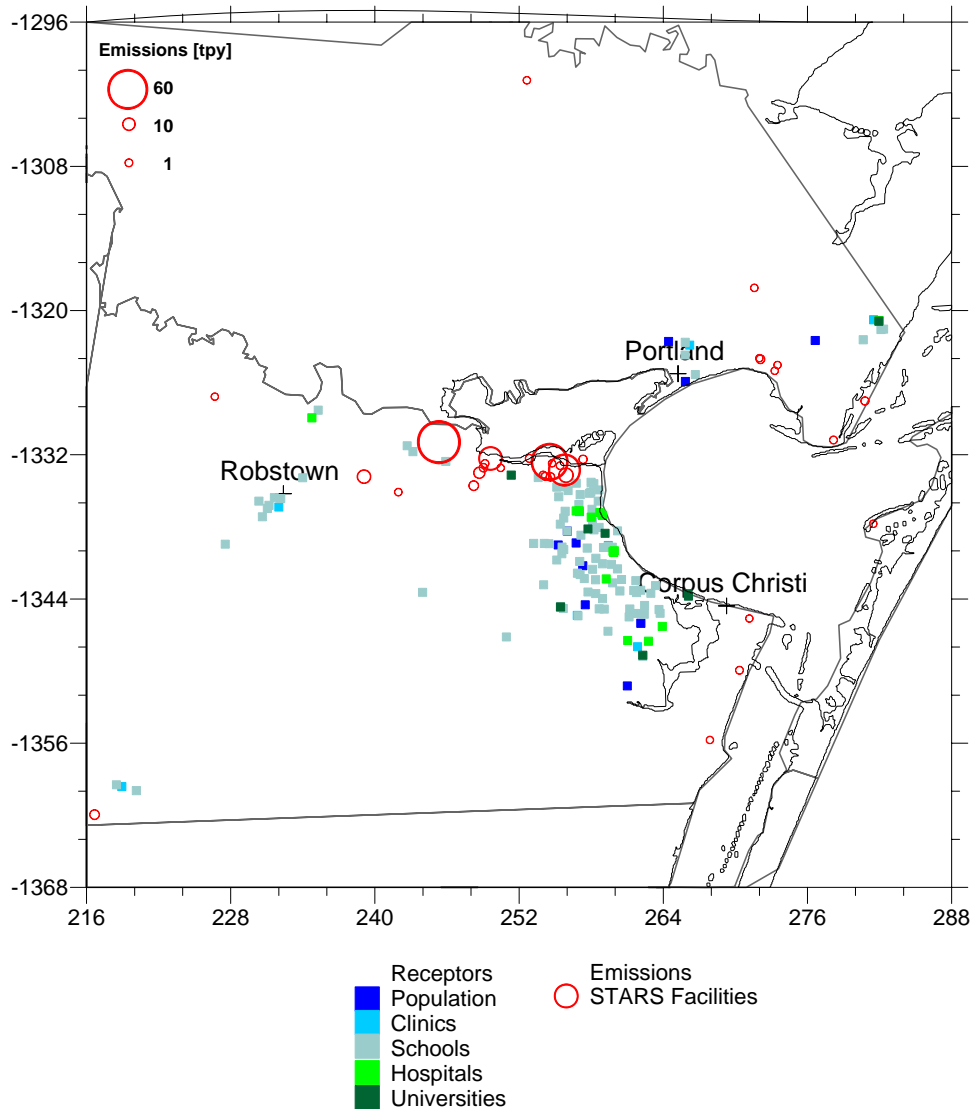 -1296
Emissions [tpy]
60
10
1
-1308
-1320
Portland
-1332
Robstown
Corpus Christi
-1344
-1356
-1368
216 228 240 252 264 276 288
Receptors
Population
Clinics
Schools
Hospitals
Universities
Emissions
STARS Facilities